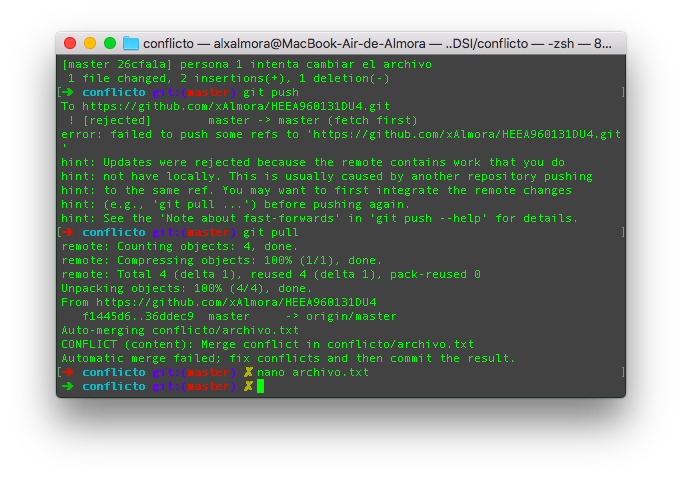 conflicto — alxalmora@MacBook-Air-de-Almora — ..DSI/conflicto — -zsh — 8...
[master 26cfa1a] persona 1 intenta cambiar el archivo
 1 file changed, 2 insertions(+), 1 deletion(-)
[➜  conflicto git:(master) git push ]
To https://github.com/xAlmora/HEEA960131DU4.git
 ! [rejected]        master -> master (fetch first)
error: failed to push some refs to 'https://github.com/xAlmora/HEEA960131DU4.git
'
hint: Updates were rejected because the remote contains work that you do
hint: not have locally. This is usually caused by another repository pushing
hint: to the same ref. You may want to first integrate the remote changes
hint: (e.g., 'git pull ...') before pushing again.
hint: See the 'Note about fast-forwards' in 'git push --help' for details.
[➜  conflicto git:(master) git pull ]
remote: Counting objects: 4, done.
remote: Compressing objects: 100% (1/1), done.
remote: Total 4 (delta 1), reused 4 (delta 1), pack-reused 0
Unpacking objects: 100% (4/4), done.
From https://github.com/xAlmora/HEEA960131DU4
   f1445d6..36ddec9  master     -> origin/master
Auto-merging conflicto/archivo.txt
CONFLICT (content): Merge conflict in conflicto/archivo.txt
Automatic merge failed; fix conflicts and then commit the result.
[➜  conflicto git:(master) ✗ nano archivo.txt ]
➜  conflicto git:(master) ✗